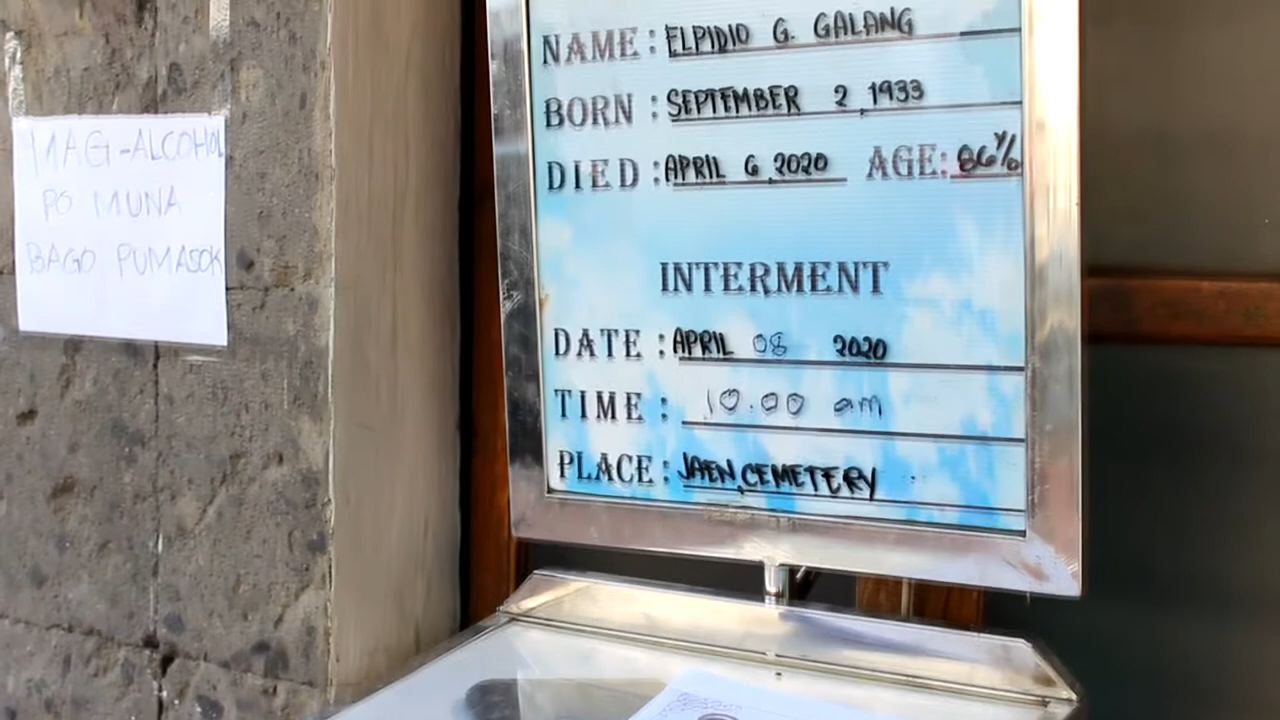 MAG-ALCOHOL
PO MUNA
BAGO PUMASOK
NAME: ELPIDIO G. GALANG
BORN: SEPTEMBER 2, 1933
DIED: APRIL 6, 2020 AGE: 86
INTERMENT
DATE: APRIL 08 2020
TIME: 10:00 am
PLACE: JAEN, CEMETERY